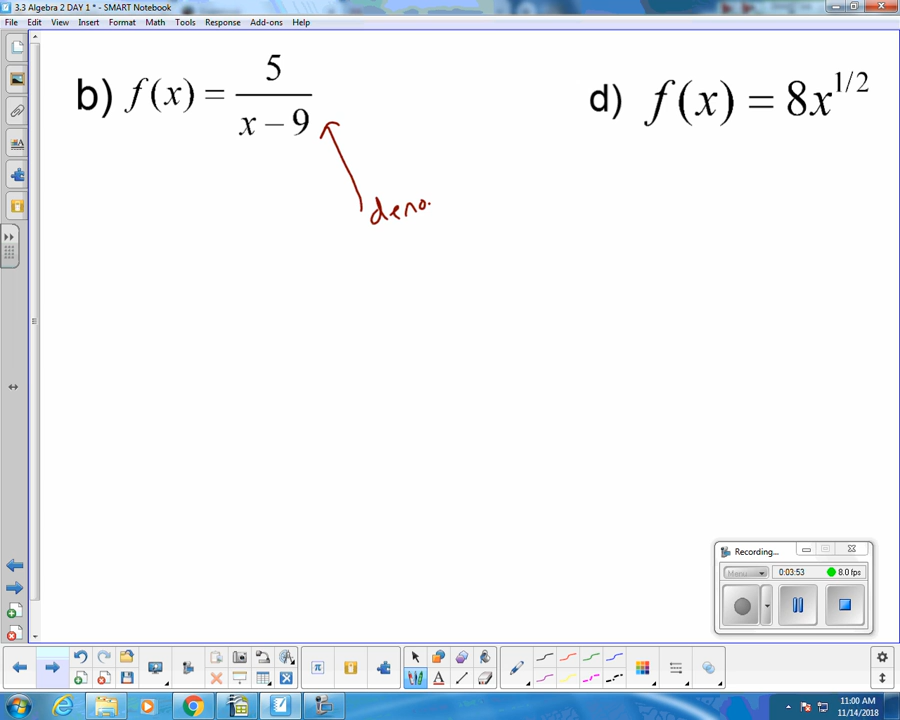 3.3 Algebra 2 DAY 1 * - SMART Notebook
File Edit View Insert Format Math Tools Response Add-ons Help
b) f(x) = 5 / (x – 9)
d) f(x) = 8x^{1/2}
deno.
Recording...
Menu 0:03:53 8.0 fps
11:00 AM
11/14/2018